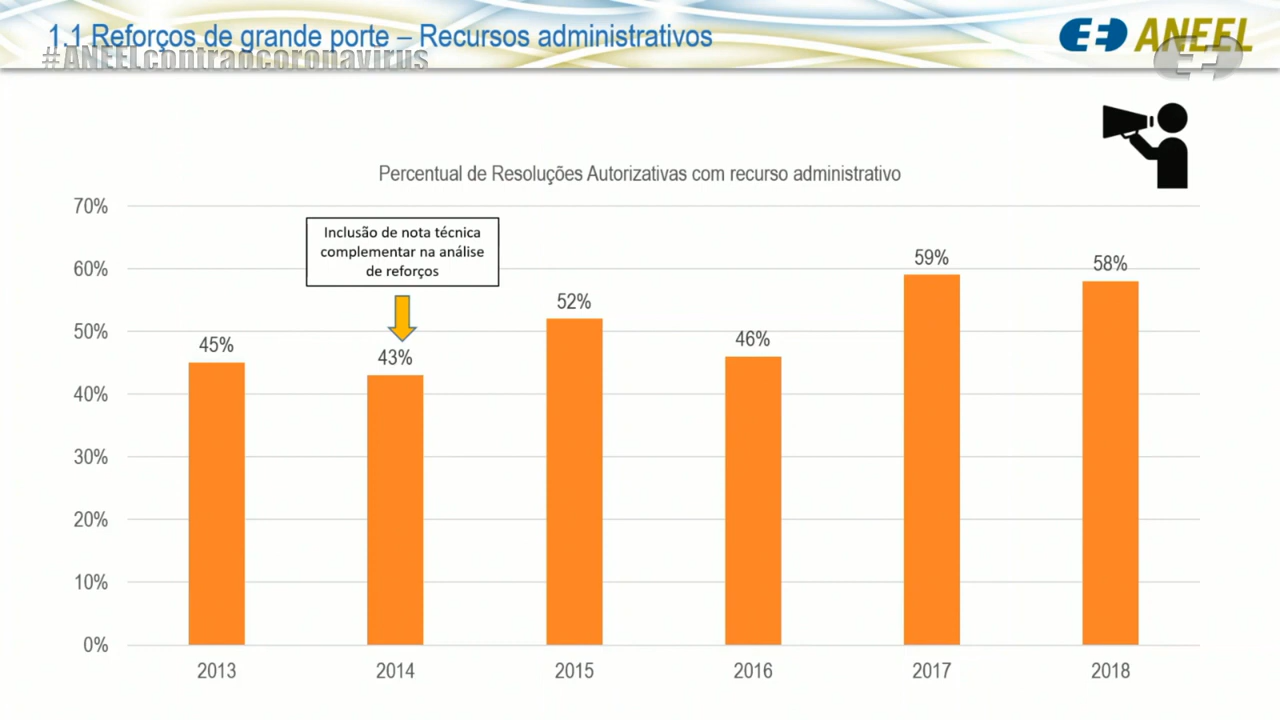 1.1 Reforços de grande porte – Recursos administrativos
#ANEELcontraocoronavirus
ANEEL
Percentual de Resoluções Autorizativas com recurso administrativo
70%
Inclusão de nota técnica
complementar na análise
de reforços
60%
50%
40%
30%
20%
10%
0%
45%
43%
52%
46%
59%
58%
2013
2014
2015
2016
2017
2018